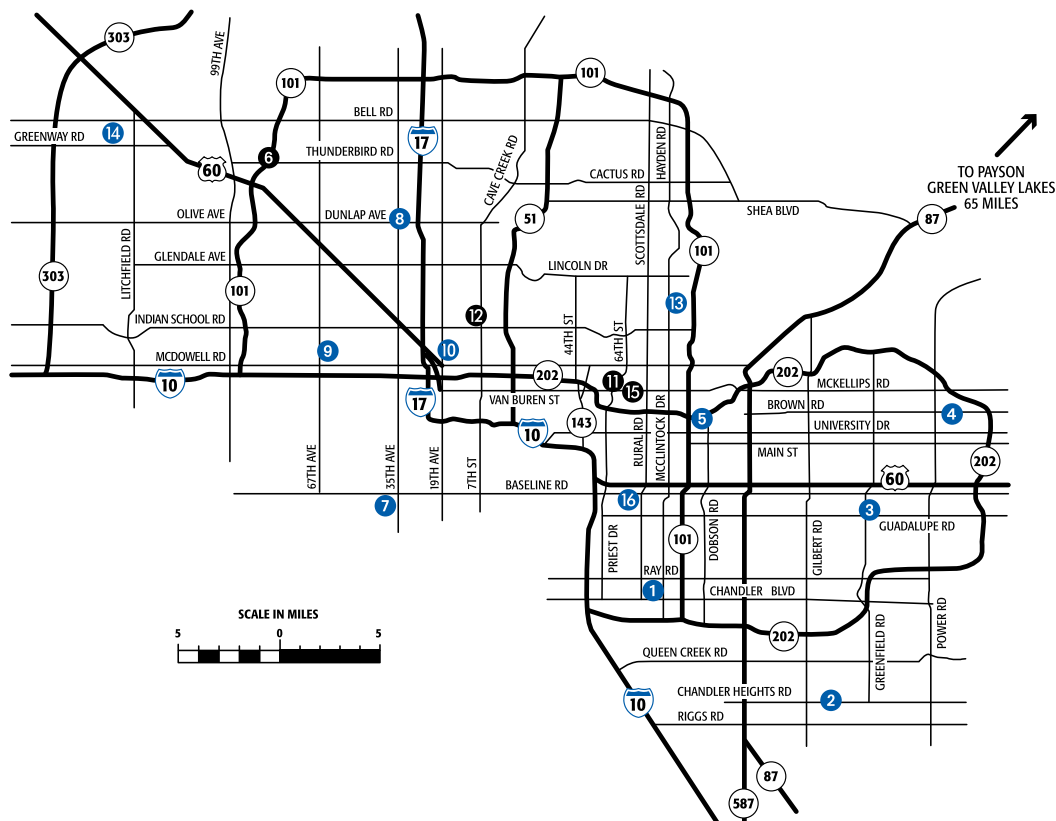 303
99TH AVE
101
101
BELL RD
GREENWAY RD
14
17
HAYDEN RD
THUNDERBIRD RD
6
60
CAVE CREEK RD
CACTUS RD
TO PAYSON
GREEN VALLEY LAKES
65 MILES
OLIVE AVE
DUNLAP AVE
8
51
SCOTTSDALE RD
SHEA BLVD
87
LITCHFIELD RD
GLENDALE AVE
LINCOLN DR
101
303
101
13
INDIAN SCHOOL RD
12
44TH ST
64TH ST
MCDOWELL RD
9
10
10
202
202
11
15
MCKELLIPS RD
17
VAN BUREN ST
BROWN RD
143
5
4
10
UNIVERSITY DR
RURAL RD
MCCLINTOCK DR
MAIN ST
67TH AVE
35TH AVE
19TH AVE
7TH ST
202
BASELINE RD
60
7
16
3
GUADALUPE RD
PRIEST DR
101
DOBSON RD
GILBERT RD
RAY RD
1
CHANDLER BLVD
SCALE IN MILES
5 0 5
202
GREENFIELD RD
POWER RD
QUEEN CREEK RD
10
CHANDLER HEIGHTS RD
2
RIGGS RD
87
587